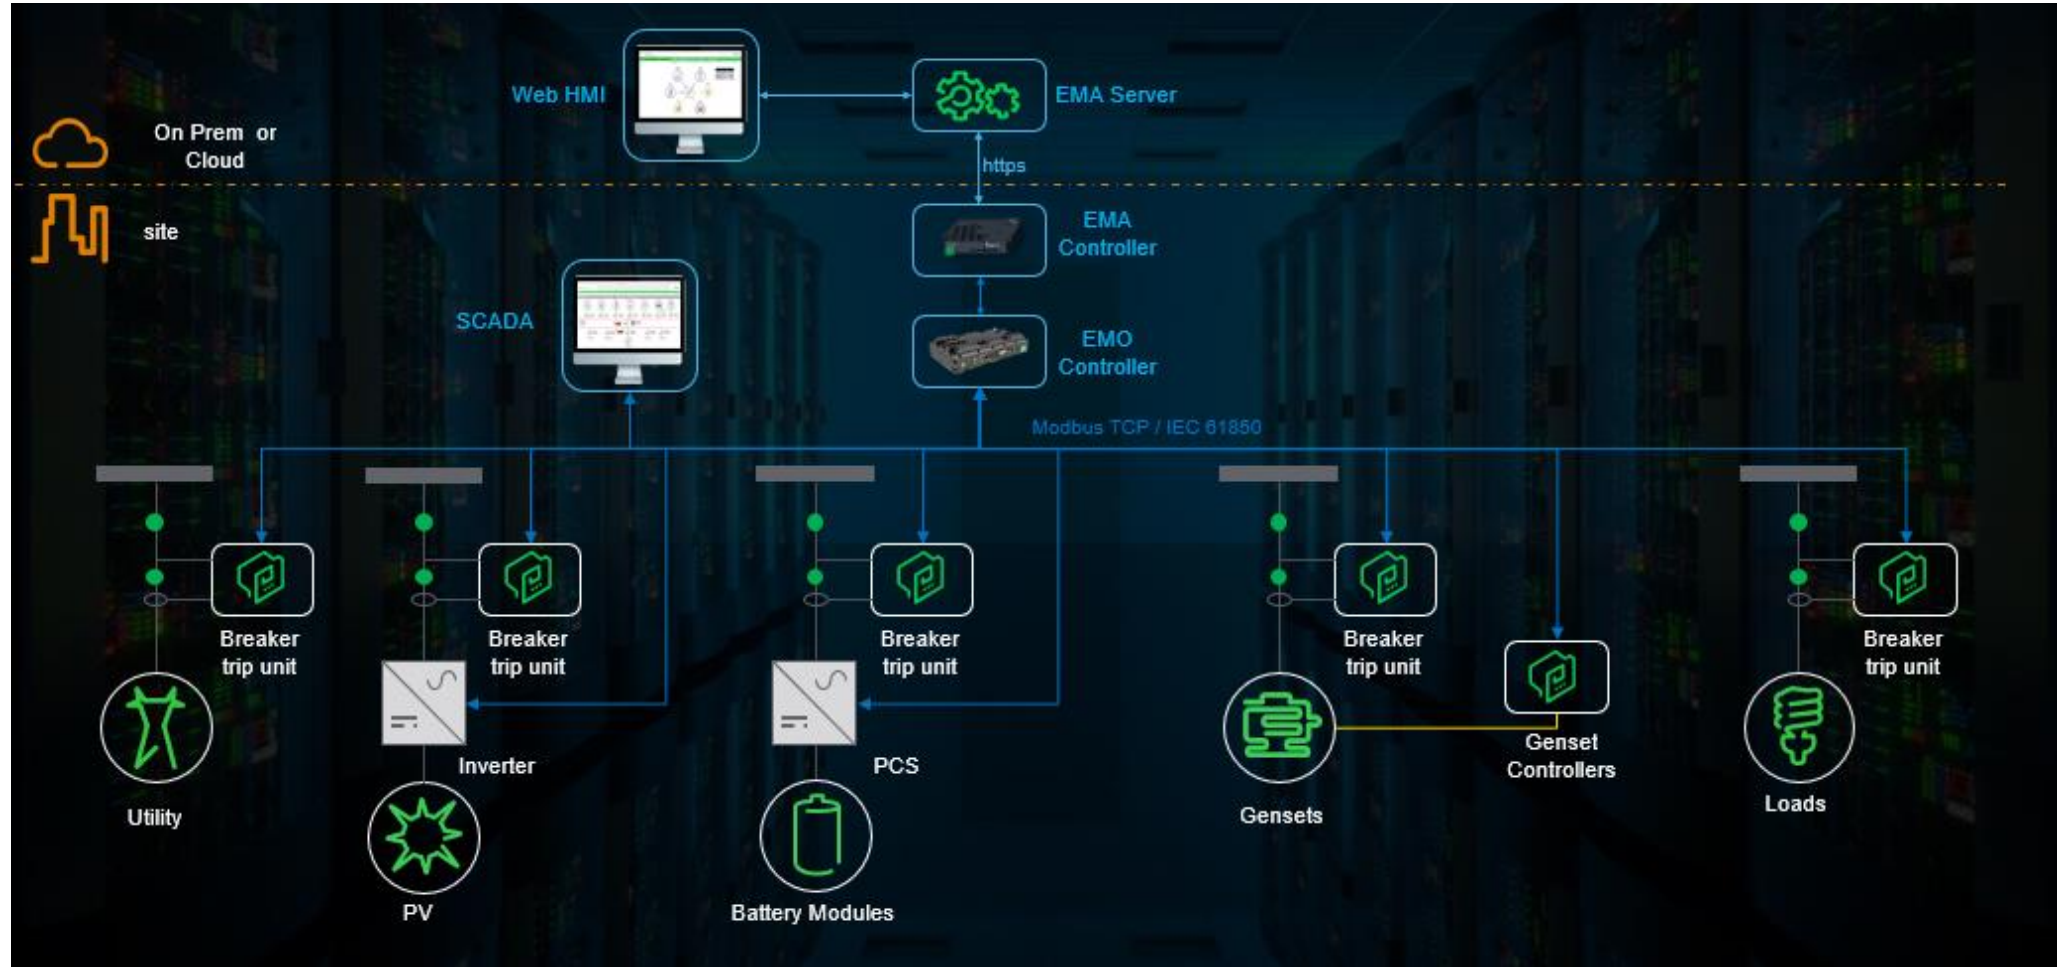 Web HMI
EMA Server
On Prem or
Cloud
https
site
EMA
Controller
SCADA
EMO
Controller
Modbus TCP / IEC 61850
Breaker
trip unit
Breaker
trip unit
Breaker
trip unit
Breaker
trip unit
Breaker
trip unit
Inverter
PCS
Genset
Controllers
Utility
Gensets
Loads
PV
Battery Modules